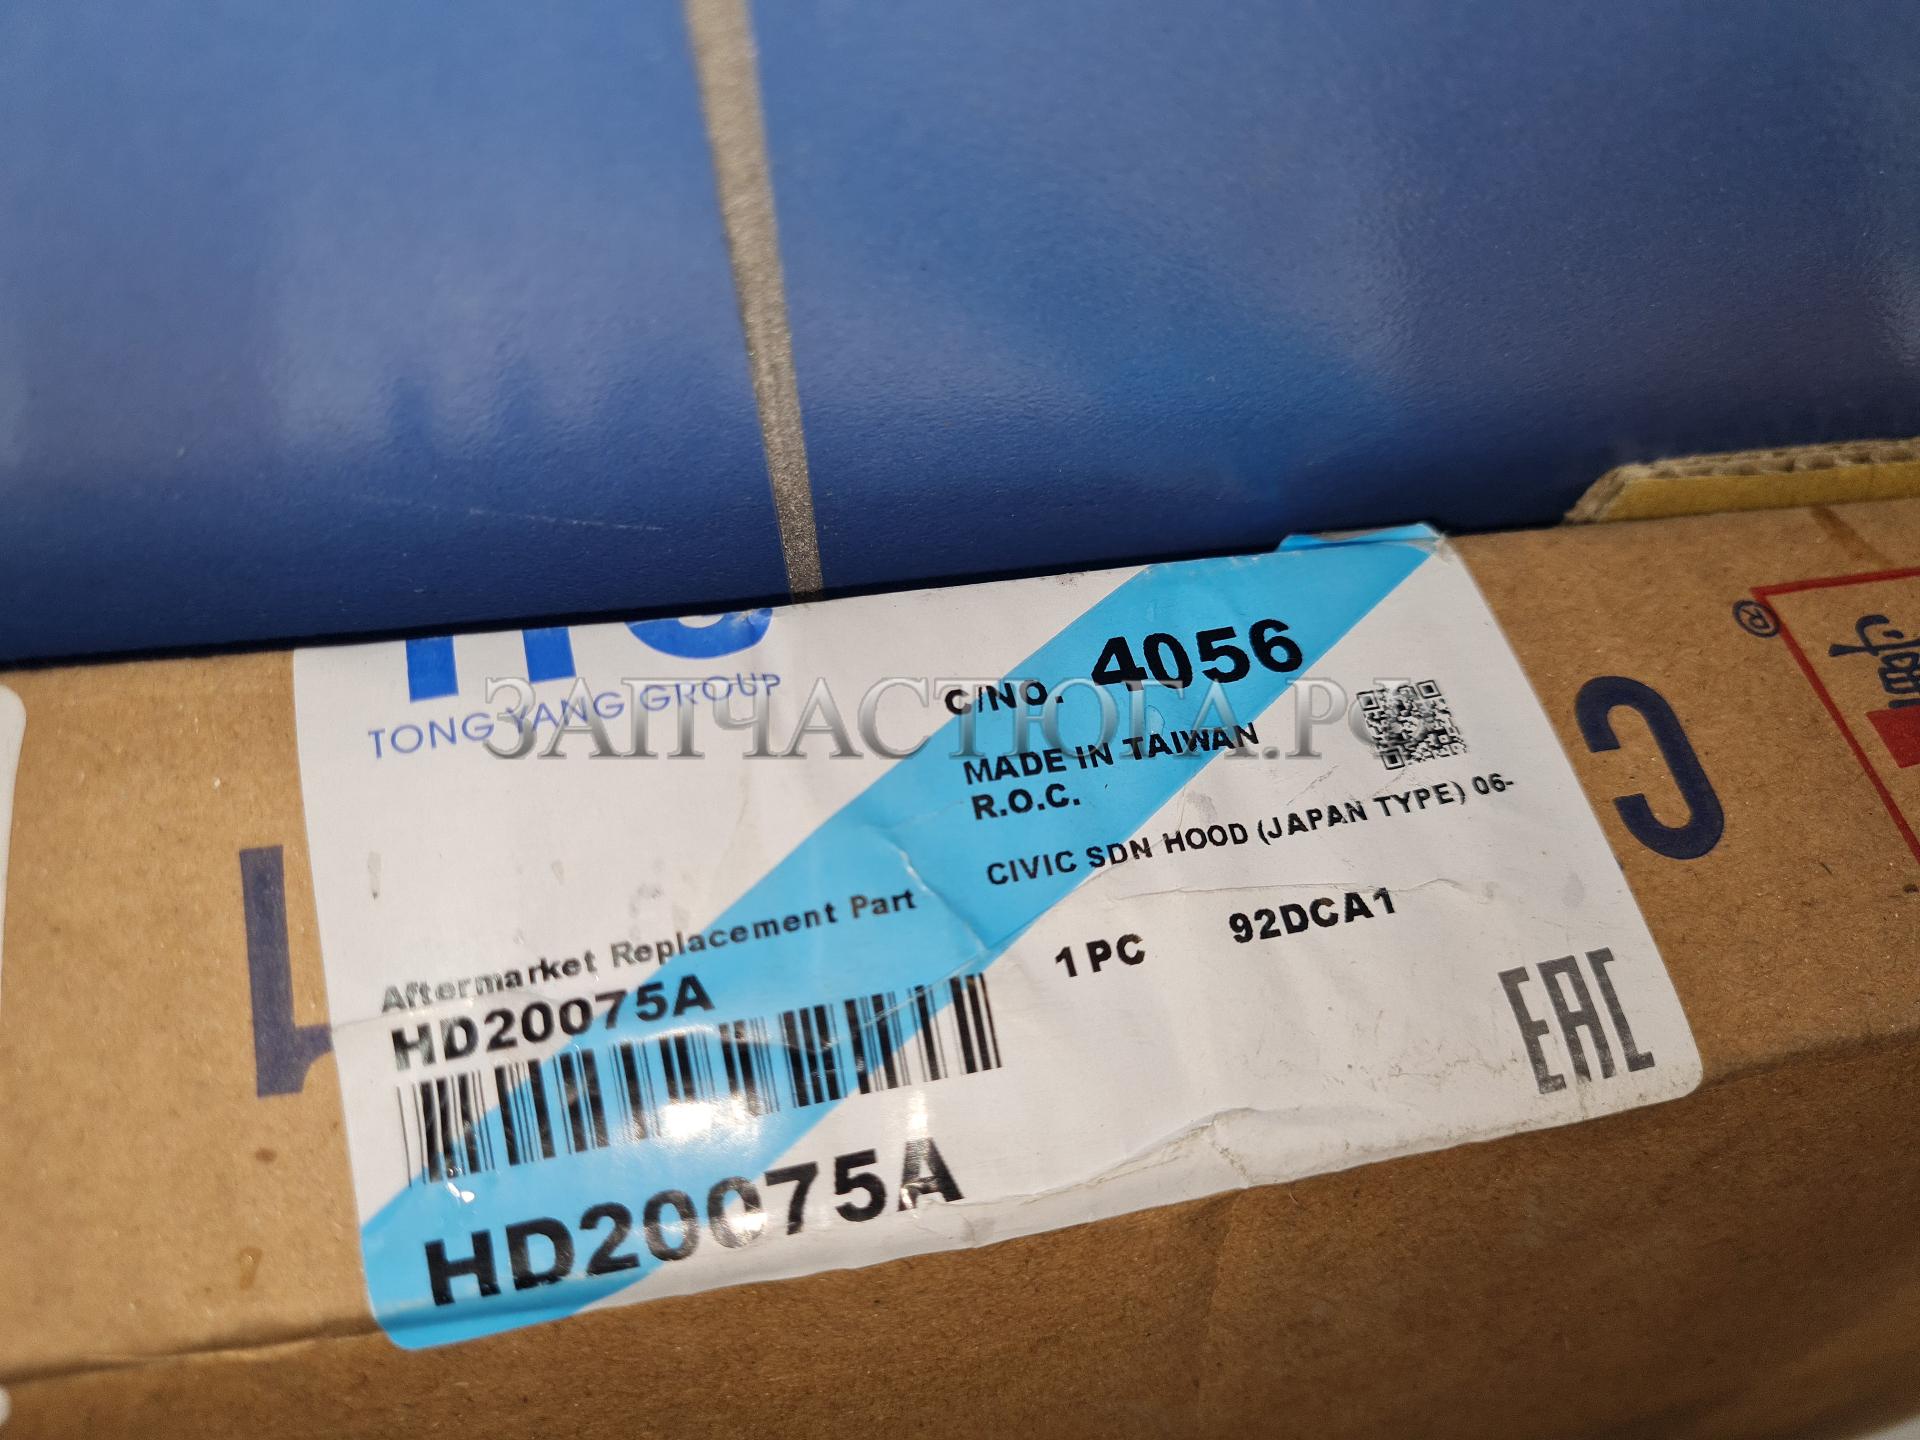 TONG YANG GROUP
C/NO. 4056
MADE IN TAIWAN
R.O.C.
CIVIC SDN HOOD (JAPAN TYPE) 06-
Aftermarket Replacement Part
1 PC 92DCA1
HD20075A
HD20075A
EAC
ЗАПЧАСТЮГА.РФ
C
®